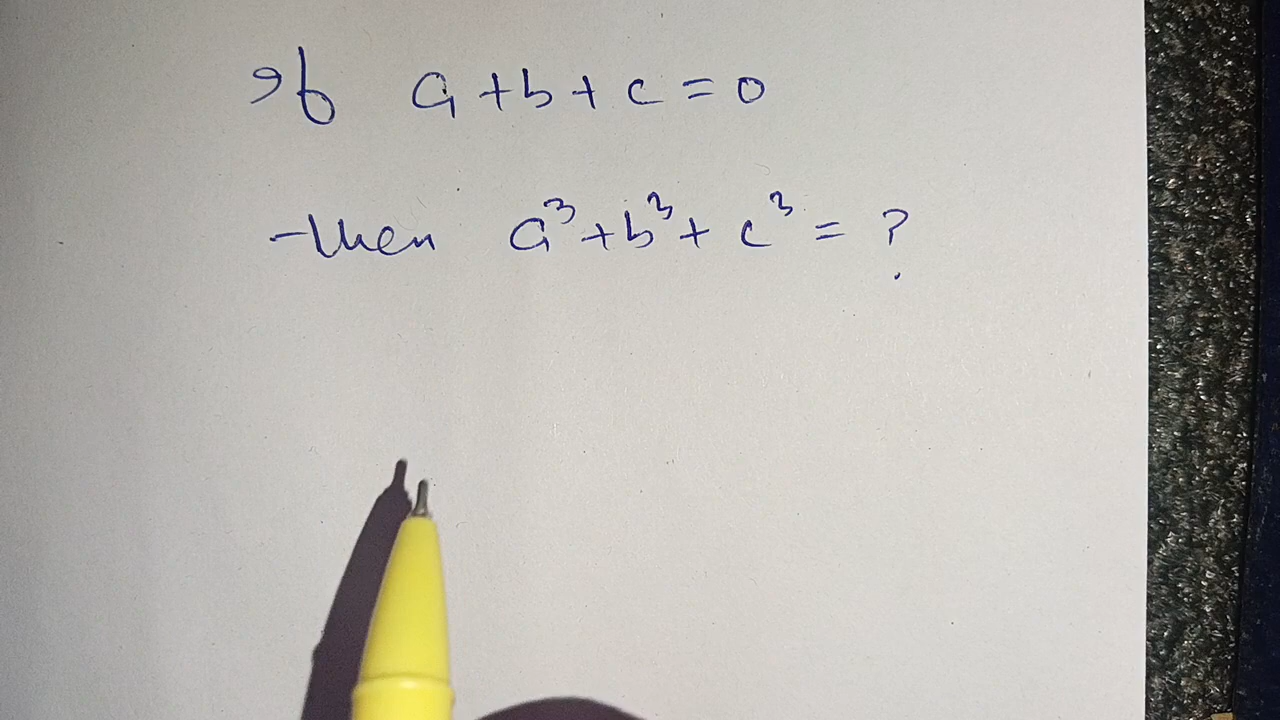 If a + b + c = 0
then a³ + b³ + c³ = ?